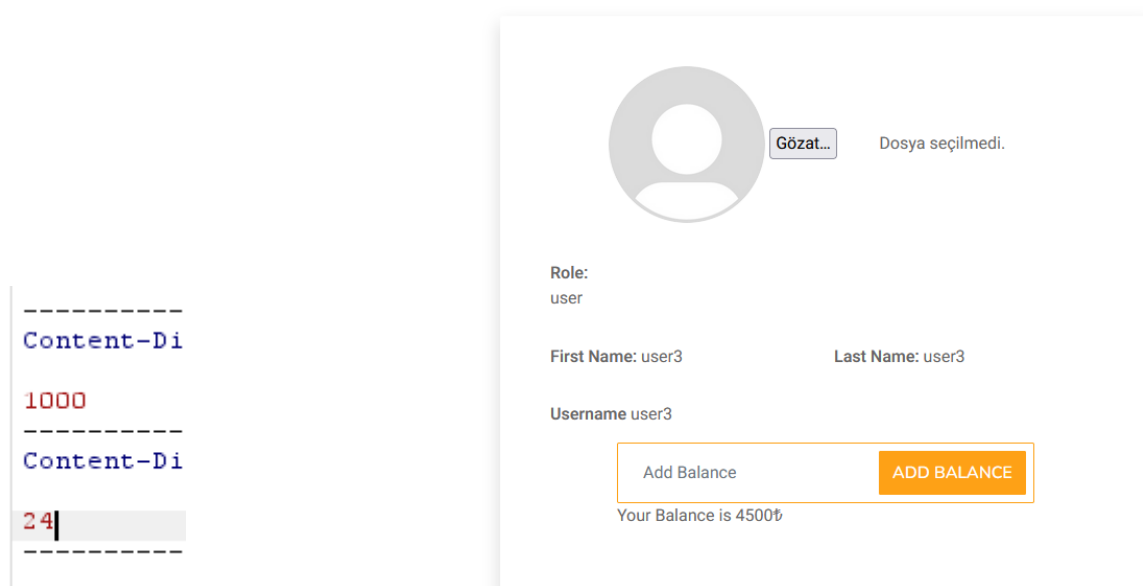 ----------
Content-Di
1000
----------
Content-Di
24
----------
Gözat... Dosya seçilmedi.
Role:
user
First Name: user3 Last Name: user3
Username user3
Add Balance ADD BALANCE
Your Balance is 4500₺